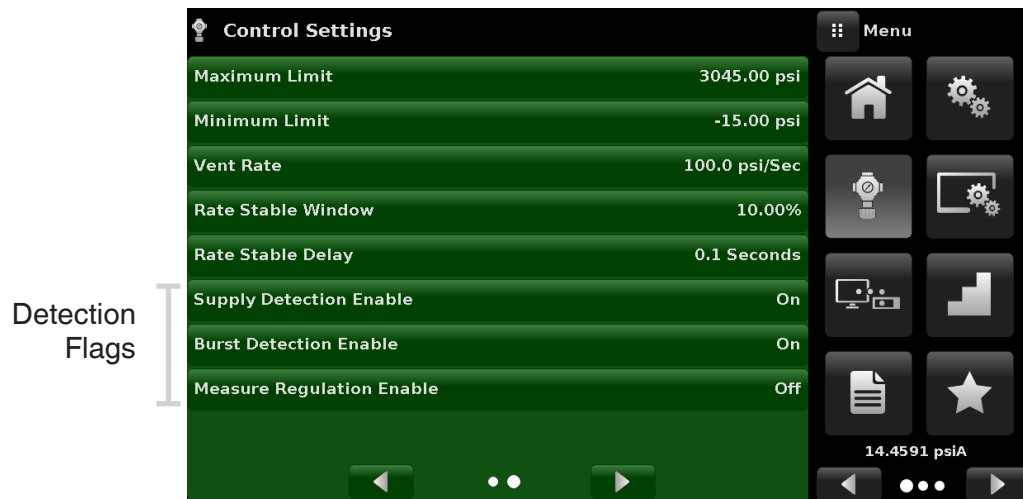 Control Settings
Menu
Maximum Limit 3045.00 psi
Minimum Limit -15.00 psi
Vent Rate 100.0 psi/Sec
Rate Stable Window 10.00%
Rate Stable Delay 0.1 Seconds
Supply Detection Enable On
Burst Detection Enable On
Measure Regulation Enable Off
Detection
Flags
14.4591 psiA